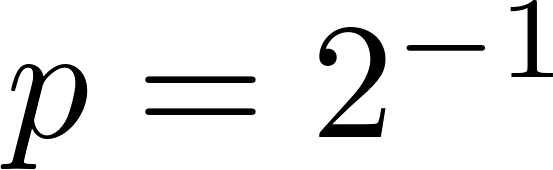 p = 2⁻¹